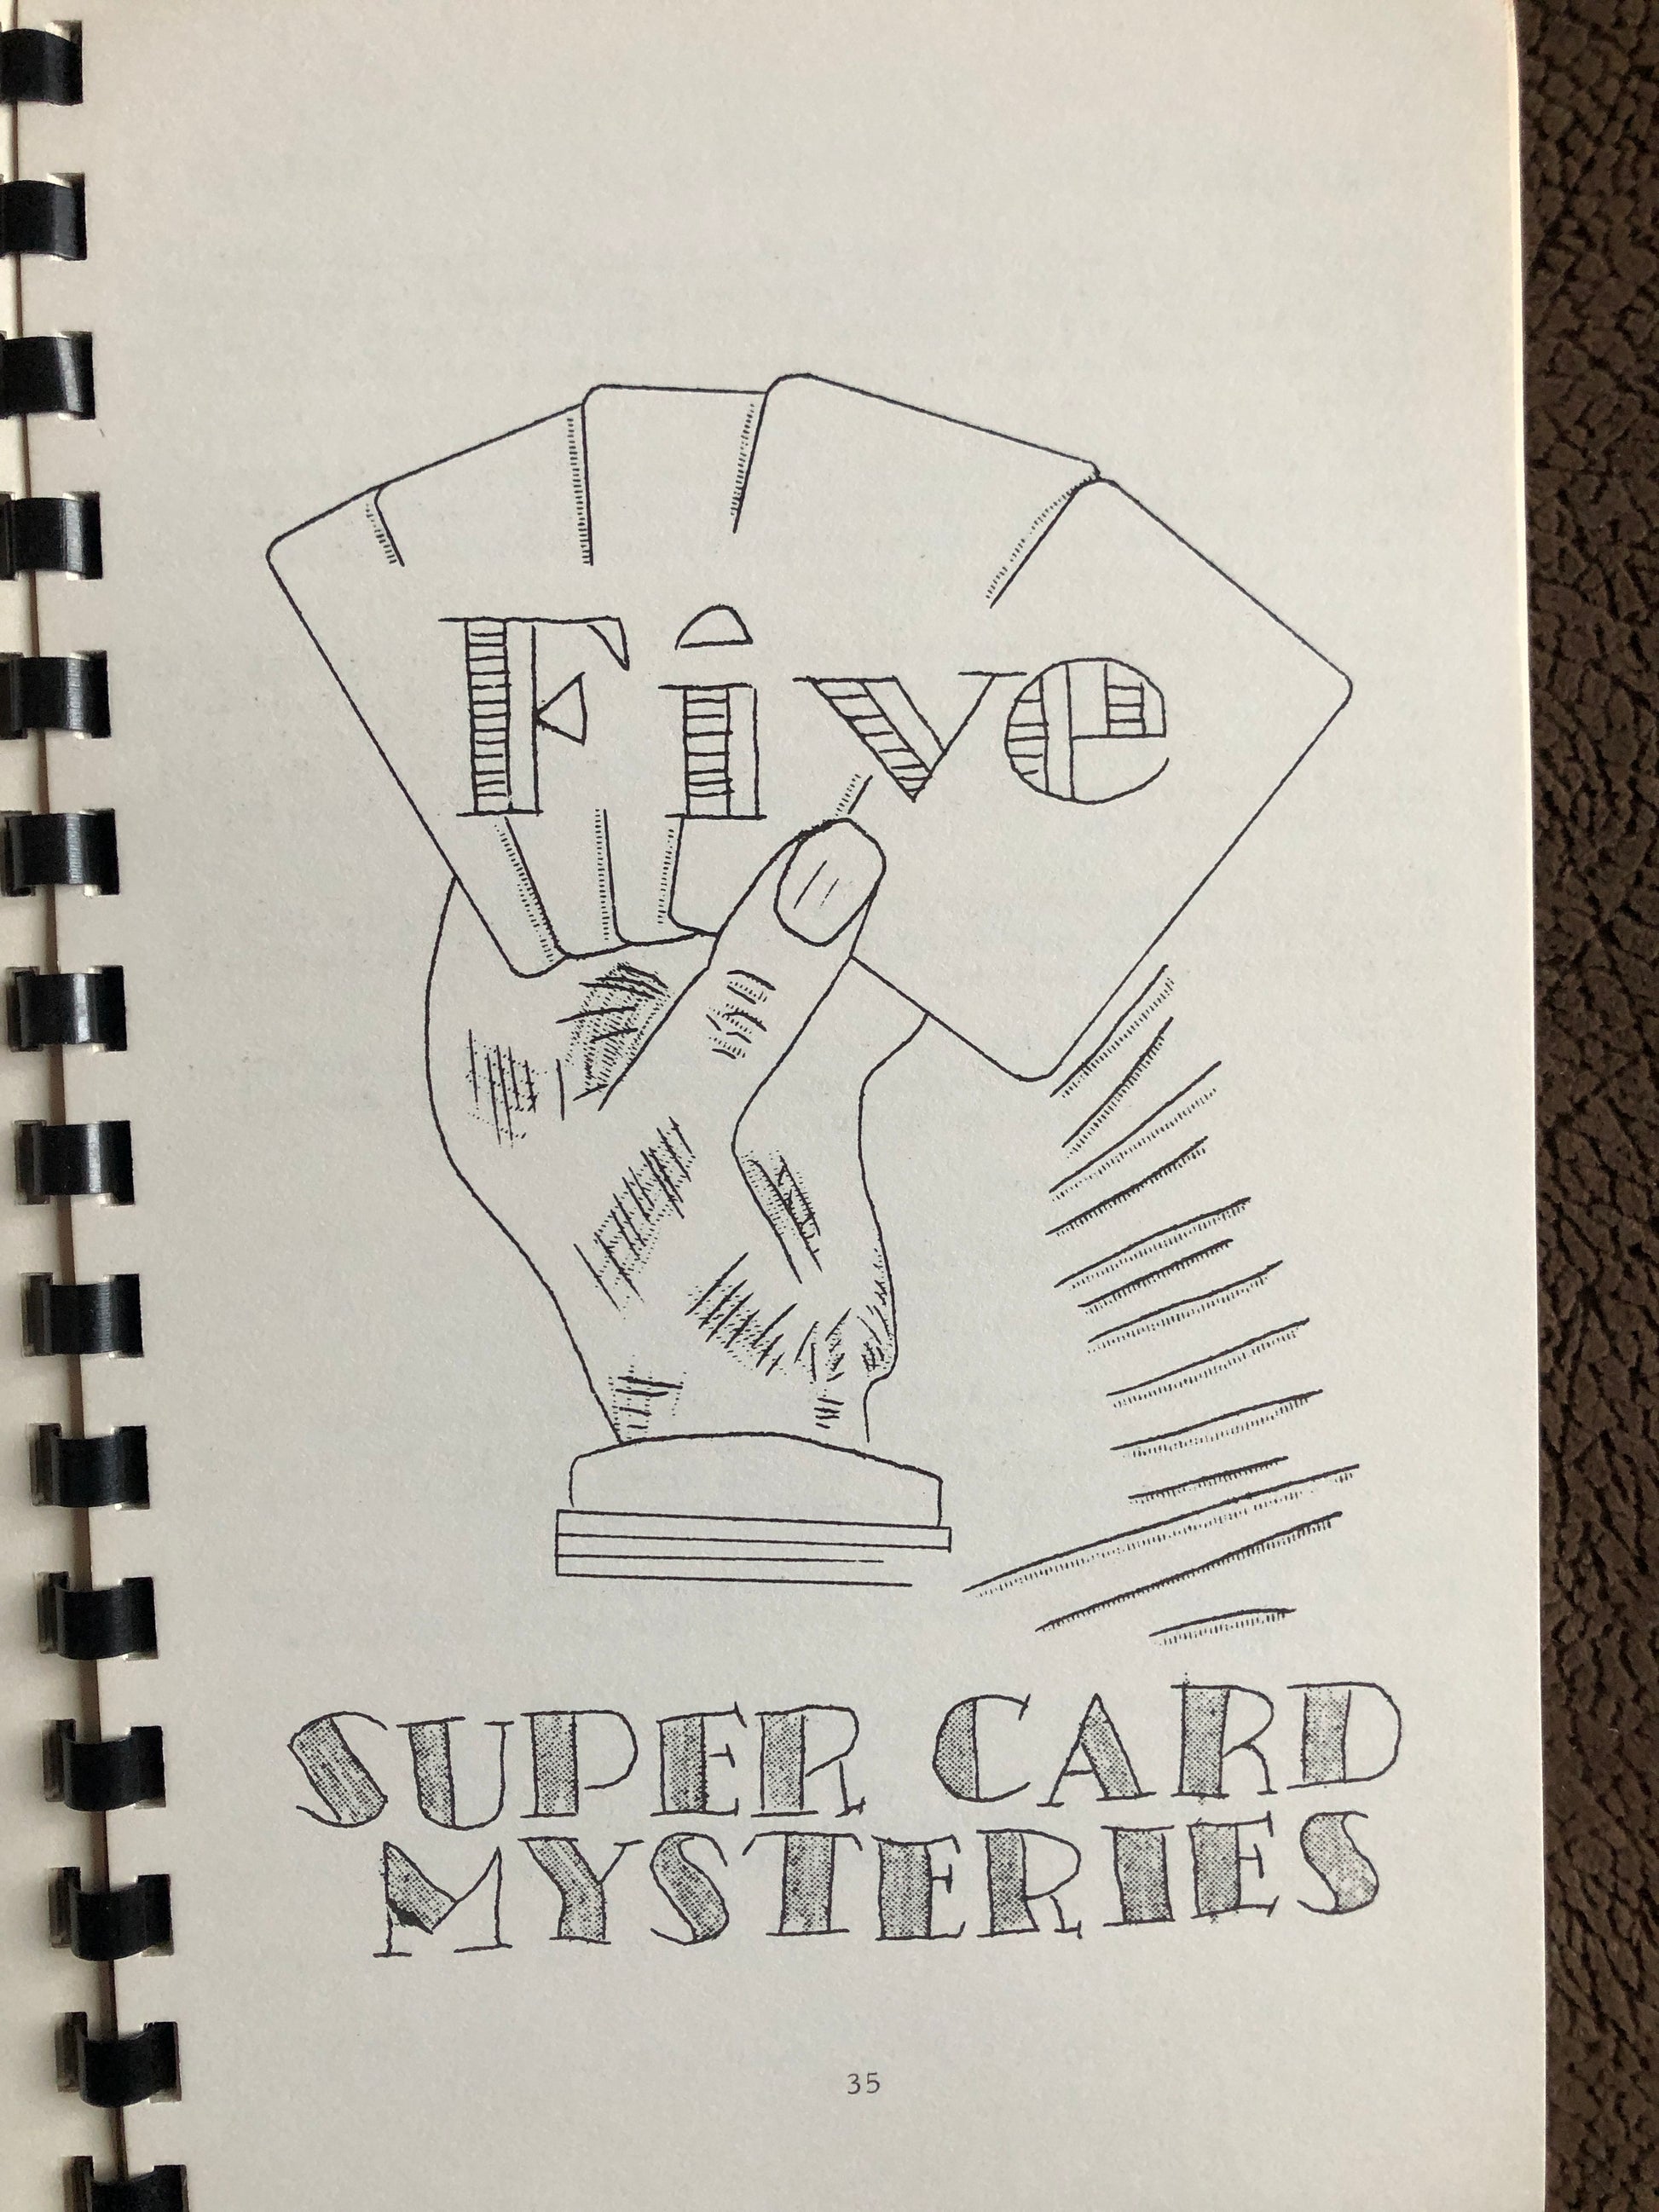 Five
SUPER CARD
MYSTERIES
35